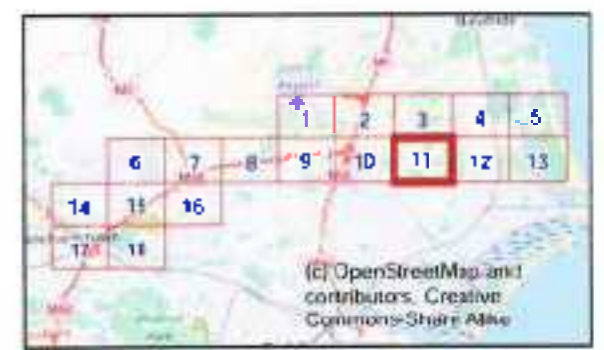 1 2 3 4 5
6 7 8 9 10 11 12 13
14 15 16
17 18
(c) OpenStreetMap and
contributors, Creative
Commons-Share Alike